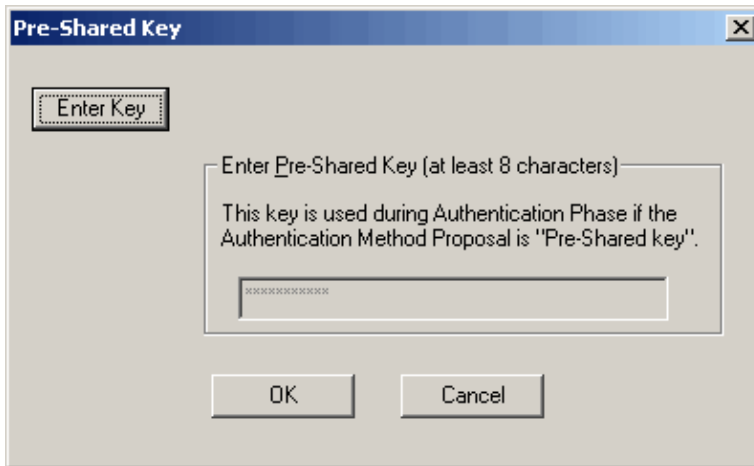 Pre-Shared Key
Enter Key
Enter Pre-Shared Key (at least 8 characters)
This key is used during Authentication Phase if the
Authentication Method Proposal is "Pre-Shared key".
***********
OK Cancel